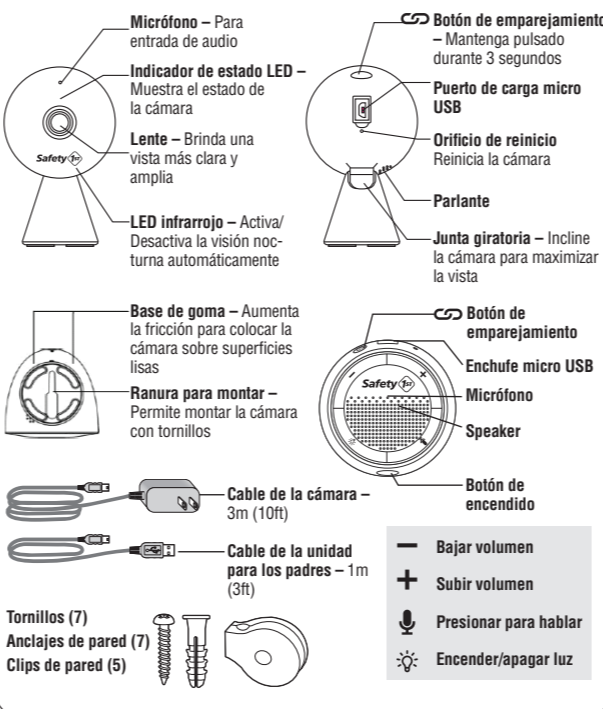 Micrófono – Para
entrada de audio
Indicador de estado LED –
Muestra el estado de
la cámara
Lente – Brinda una
vista más clara y
amplia
LED infrarrojo – Activa/
Desactiva la visión noc-
turna automáticamente
Safety 1st
Botón de emparejamiento
– Mantenga pulsado
durante 3 segundos
Puerto de carga micro
USB
Orificio de reinicio
Reinicia la cámara
Parlante
Junta giratoria – Incline
la cámara para maximizar
la vista
Base de goma – Aumenta
la fricción para colocar la
cámara sobre superficies
lisas
Ranura para montar –
Permite montar la cámara
con tornillos
Botón de
emparejamiento
Enchufe micro USB
Micrófono
Speaker
Botón de
encendido
Safety 1st
Cable de la cámara –
3m (10ft)
Cable de la unidad
para los padres – 1m
(3ft)
Tornillos (7)
Anclajes de pared (7)
Clips de pared (5)
– Bajar volumen
+ Subir volumen
Presionar para hablar
Encender/apagar luz